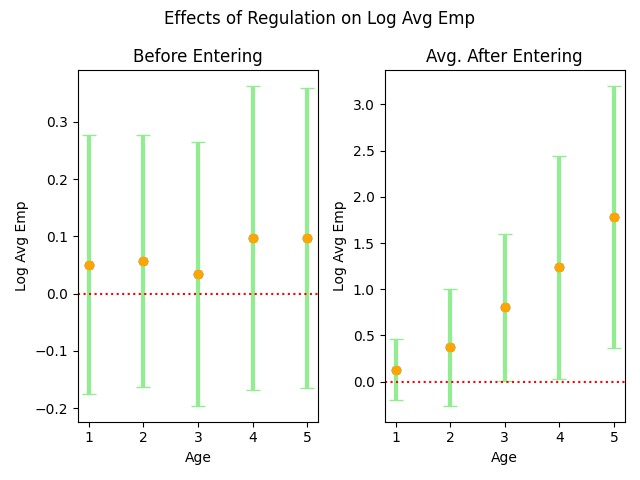 Effects of Regulation on Log Avg Emp
Before Entering
Log Avg Emp
0.3
0.2
0.1
0.0
−0.1
−0.2
1 2 3 4 5
Age
Avg. After Entering
Log Avg Emp
3.0
2.5
2.0
1.5
1.0
0.5
0.0
1 2 3 4 5
Age